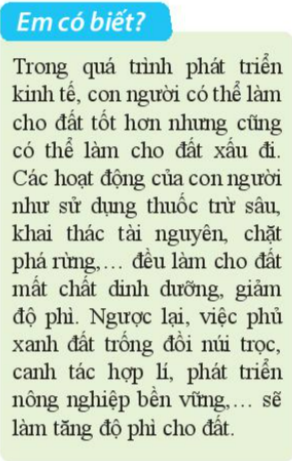 Em có biết?
Trong quá trình phát triển
kinh tế, con người có thể làm
cho đất tốt hơn nhưng cũng
có thể làm cho đất xấu đi.
Các hoạt động của con người
như sử dụng thuốc trừ sâu,
khai thác tài nguyên, chặt
phá rừng,… đều làm cho đất
mất chất dinh dưỡng, giảm
độ phì. Ngược lại, việc phủ
xanh đất trống đồi núi trọc,
canh tác hợp lí, phát triển
nông nghiệp bền vững,… sẽ
làm tăng độ phì cho đất.